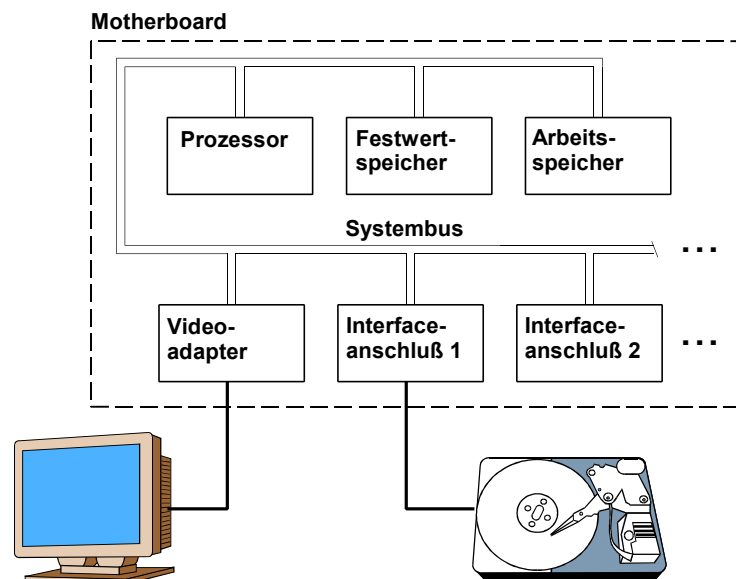 Motherboard
Prozessor
Festwert-
speicher
Arbeits-
speicher
Systembus
...
Video-
adapter
Interface-
anschluß 1
Interface-
anschluß 2
...